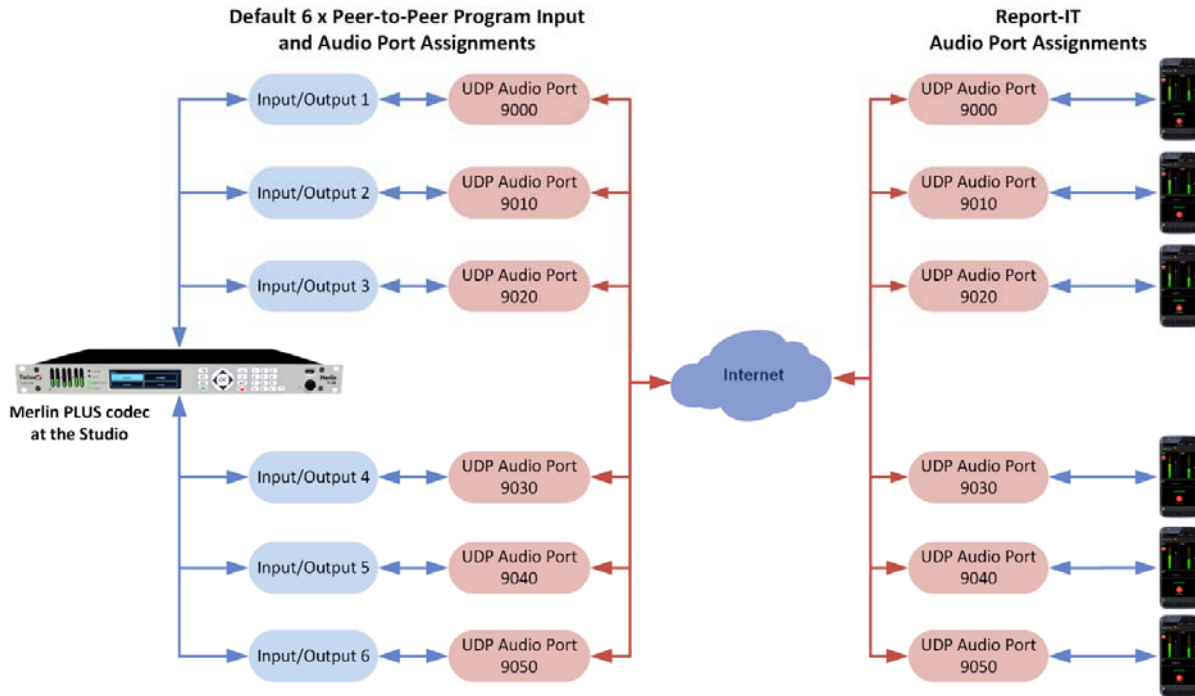 Default 6 x Peer-to-Peer Program Input
and Audio Port Assignments
Report-IT
Audio Port Assignments
Input/Output 1
UDP Audio Port
9000
UDP Audio Port
9000
Input/Output 2
UDP Audio Port
9010
UDP Audio Port
9010
Input/Output 3
UDP Audio Port
9020
UDP Audio Port
9020
Tieline
Merlin
Internet
Merlin PLUS codec
at the Studio
Input/Output 4
UDP Audio Port
9030
UDP Audio Port
9030
Input/Output 5
UDP Audio Port
9040
UDP Audio Port
9040
Input/Output 6
UDP Audio Port
9050
UDP Audio Port
9050